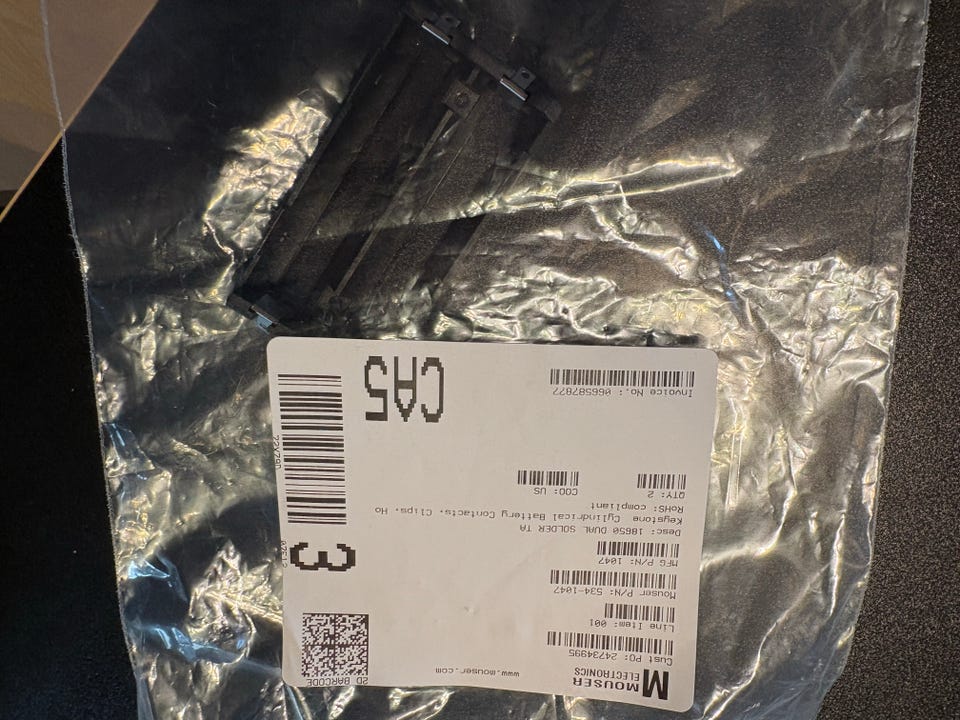 MOUSER
ELECTRONICS
www.mouser.com
2D BARCODE
Cust PO: 24734995
Line Item: 001
Mouser P/N: 534-1047
MFG P/N: 1047
Desc: 18650 DUAL SOLDER TA
Keystone Cylindrical Battery Contacts, Clips, Ho
RoHS: compliant
QTY: 2
COO: US
Invoice No.: 066587877
3
CA5